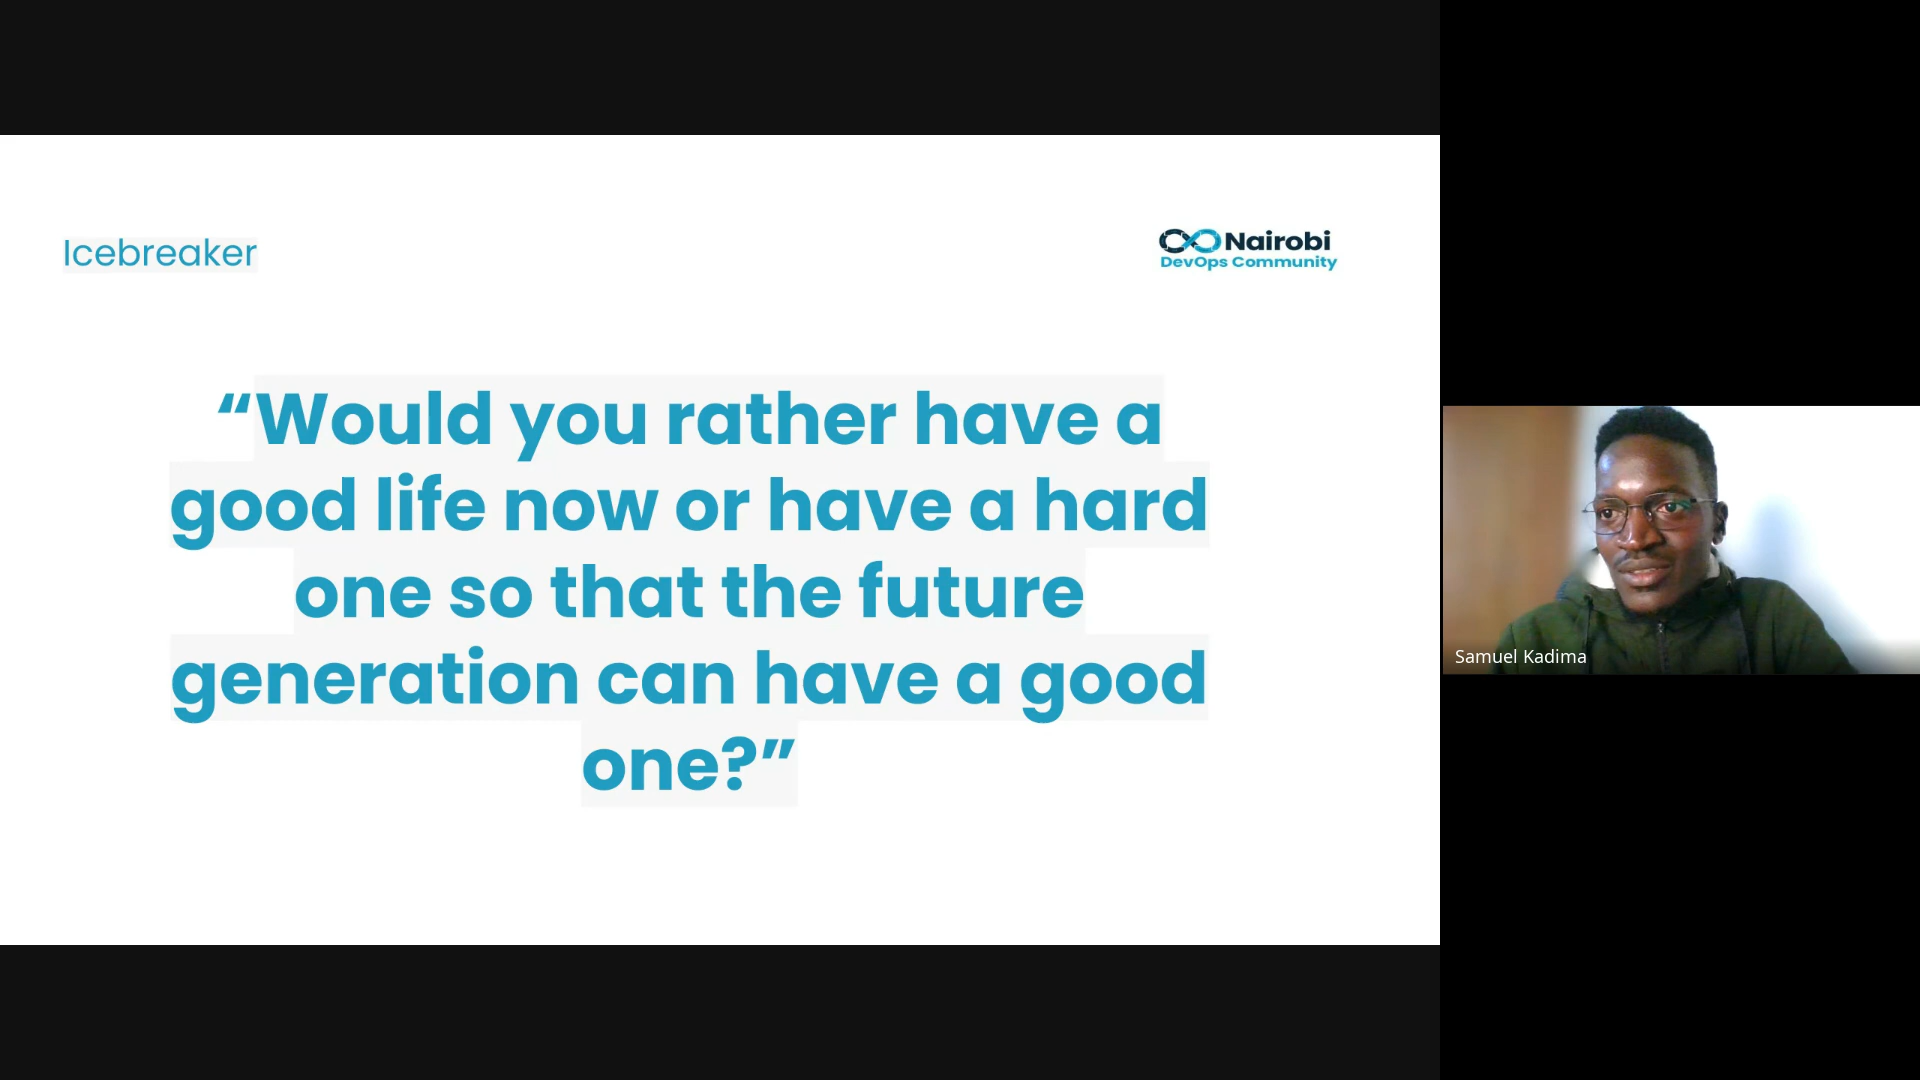 Icebreaker
Nairobi
DevOps Community
“Would you rather have a
good life now or have a hard
one so that the future
generation can have a good
one?”
Samuel Kadima